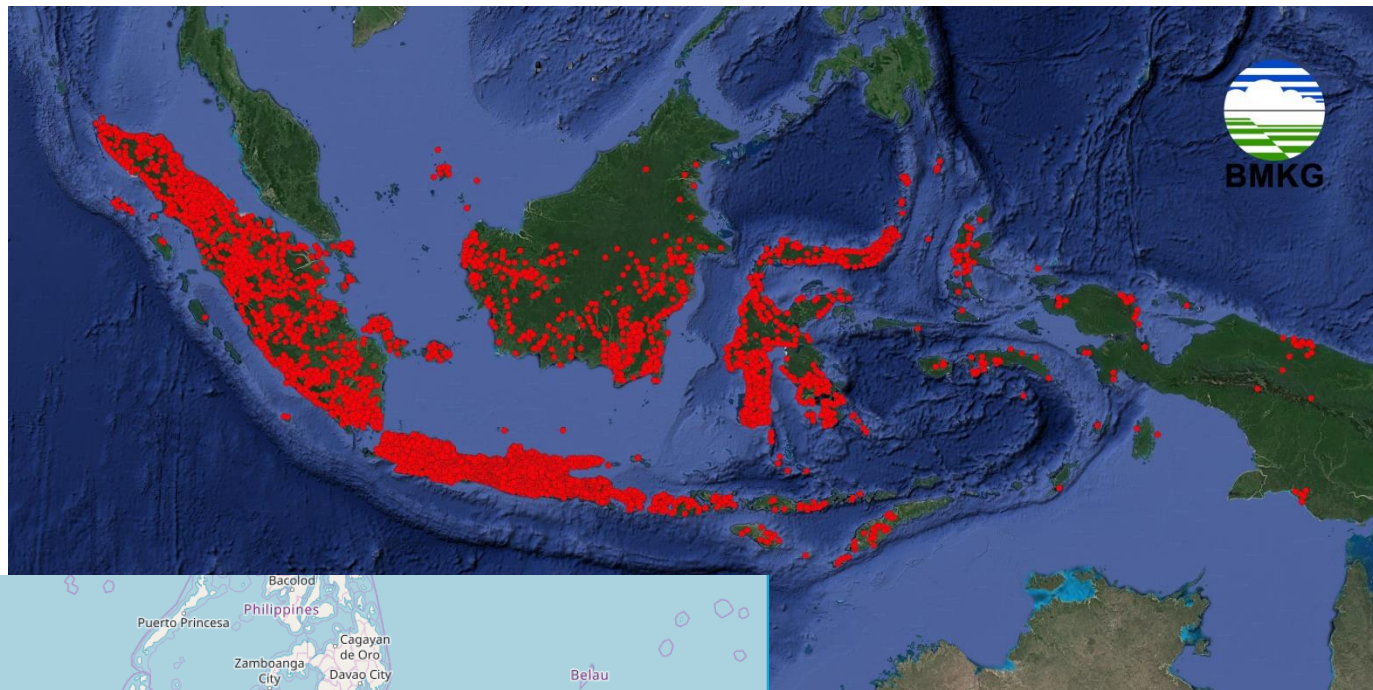 BMKG
Bacolod
Philippines
Puerto Princesa
Cagayan
de Oro
Zamboanga
City
Davao City
Belau